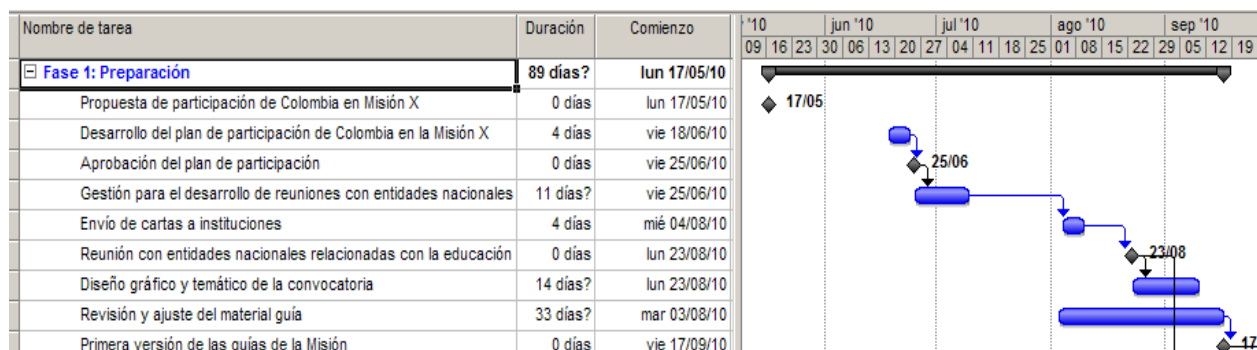 Nombre de tarea Duración Comienzo '10 jun '10 jul '10 ago '10 sep '10
09 16 23 30 06 13 20 27 04 11 18 25 01 08 15 22 29 05 12 19
Fase 1: Preparación 89 días? lun 17/05/10
Propuesta de participación de Colombia en Misión X 0 días lun 17/05/10 17/05
Desarrollo del plan de participación de Colombia en la Misión X 4 días vie 18/06/10
Aprobación del plan de participación 0 días vie 25/06/10 25/06
Gestión para el desarrollo de reuniones con entidades nacionales 11 días? vie 25/06/10
Envío de cartas a instituciones 4 días mié 04/08/10
Reunión con entidades nacionales relacionadas con la educación 0 días lun 23/08/10 23/08
Diseño gráfico y temático de la convocatoria 14 días? lun 23/08/10
Revisión y ajuste del material guía 33 días? mar 03/08/10
Primera versión de las guías de la Misión 0 días vie 17/09/10 17